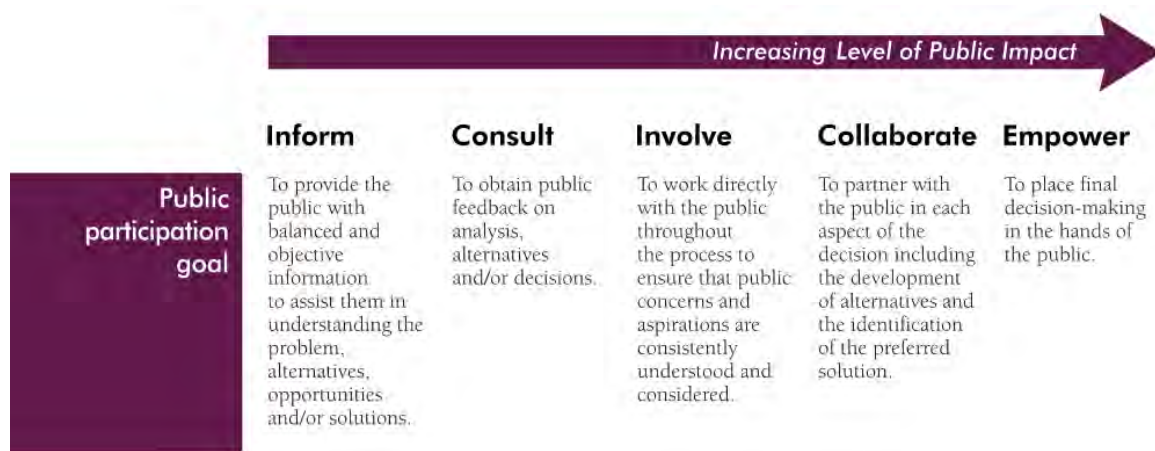 Increasing Level of Public Impact
Public
participation
goal
Inform
To provide the
public with
balanced and
objective
information
to assist them in
understanding the
problem,
alternatives,
opportunities
and/or solutions.
Consult
To obtain public
feedback on
analysis,
alternatives
and/or decisions.
Involve
To work directly
with the public
throughout
the process to
ensure that public
concerns and
aspirations are
consistently
understood and
considered.
Collaborate
To partner with
the public in each
aspect of the
decision including
the development
of alternatives and
the identification
of the preferred
solution.
Empower
To place final
decision-making
in the hands of
the public.